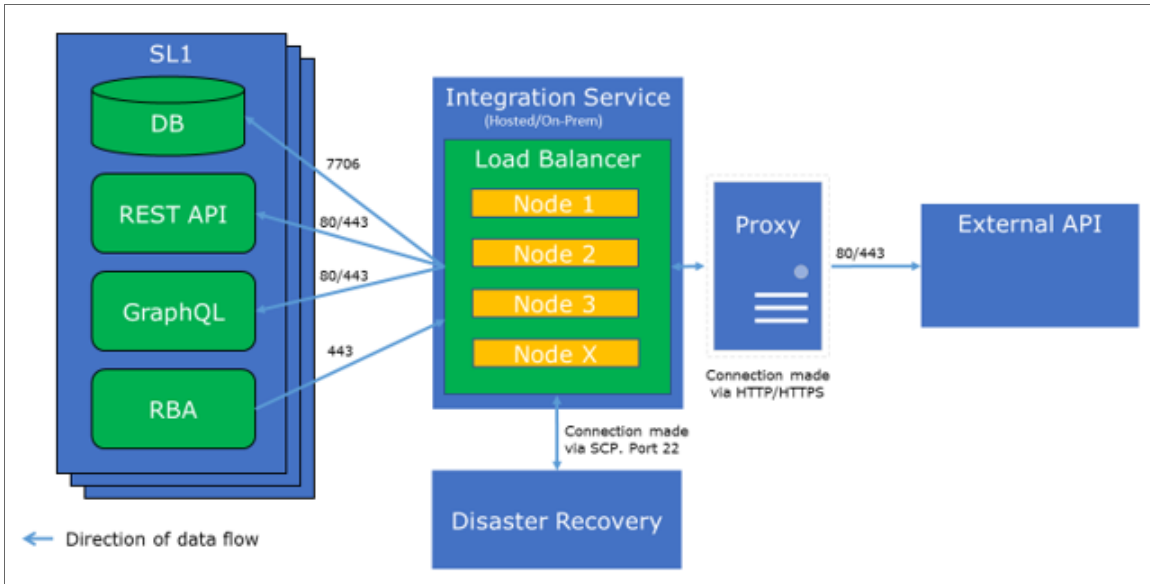 SL1
DB
REST API
GraphQL
RBA
7706
80/443
80/443
443
Integration Service
(Hosted/On-Prem)
Load Balancer
Node 1
Node 2
Node 3
Node X
Proxy
80/443
External API
Connection made
via HTTP/HTTPS
Connection made
via SCP. Port 22
Disaster Recovery
Direction of data flow